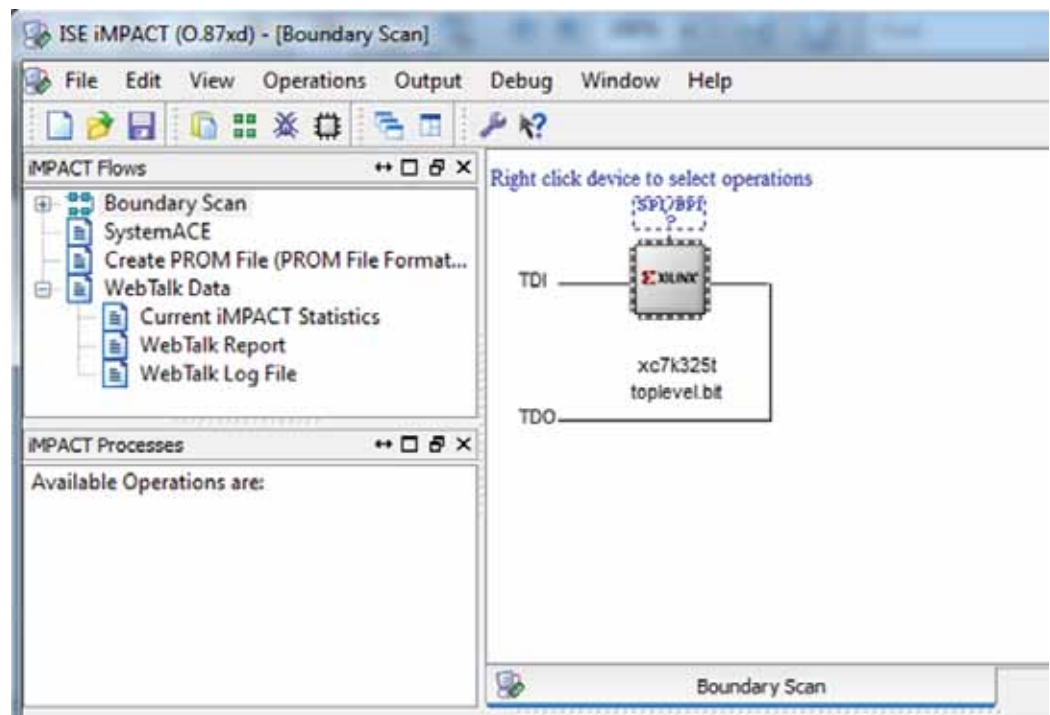 ISE iMPACT (O.87xd) - [Boundary Scan]
File Edit View Operations Output Debug Window Help
iMPACT Flows
Boundary Scan
SystemACE
Create PROM File (PROM File Format...
WebTalk Data
Current iMPACT Statistics
WebTalk Report
WebTalk Log File
iMPACT Processes
Available Operations are:
Right click device to select operations
SPI/BPI
?
TDI
XILINX
xc7k325t
toplevel.bit
TDO
Boundary Scan